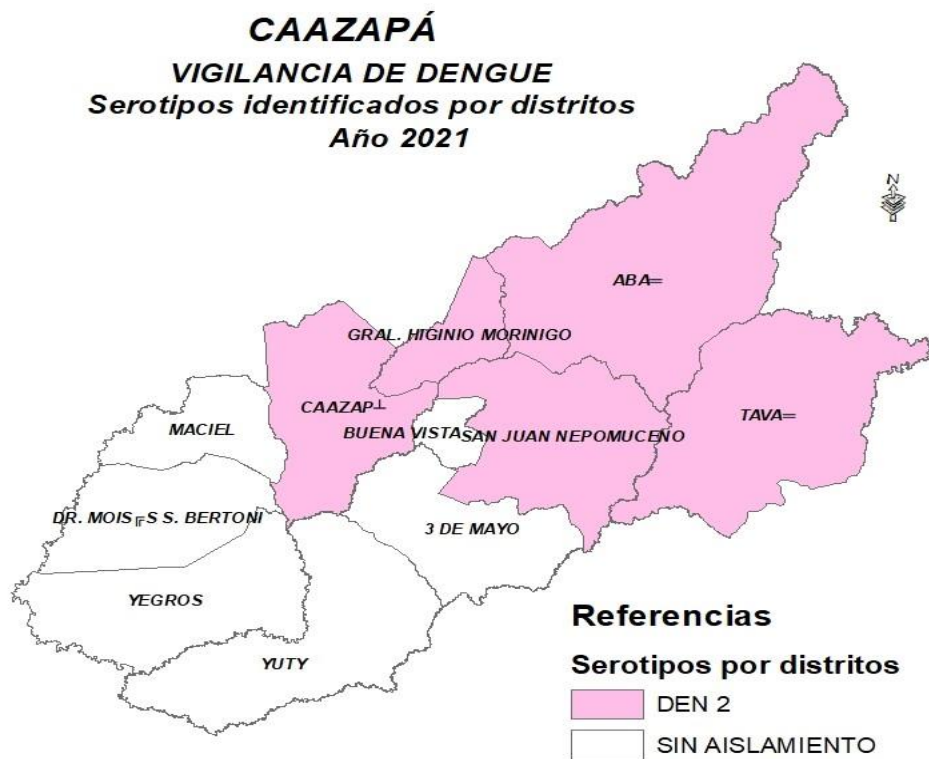 CAAZAPÁ
VIGILANCIA DE DENGUE
Serotipos identificados por distritos
Año 2021
N
ABA═
GRAL. HIGINIO MORINIGO
CAAZAP┴
TAVA═
MACIEL
BUENA VISTA
SAN JUAN NEPOMUCENO
DR. MOIS╔S S. BERTONI
3 DE MAYO
YEGROS
YUTY
Referencias
Serotipos por distritos
DEN 2
SIN AISLAMIENTO